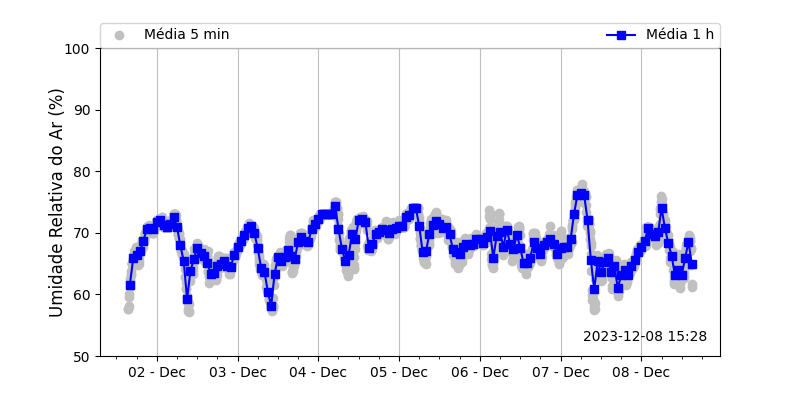 Média 5 min Média 1 h
100
90
80
70
60
50
Umidade Relativa do Ar (%)
2023-12-08 15:28
02 - Dec 03 - Dec 04 - Dec 05 - Dec 06 - Dec 07 - Dec 08 - Dec